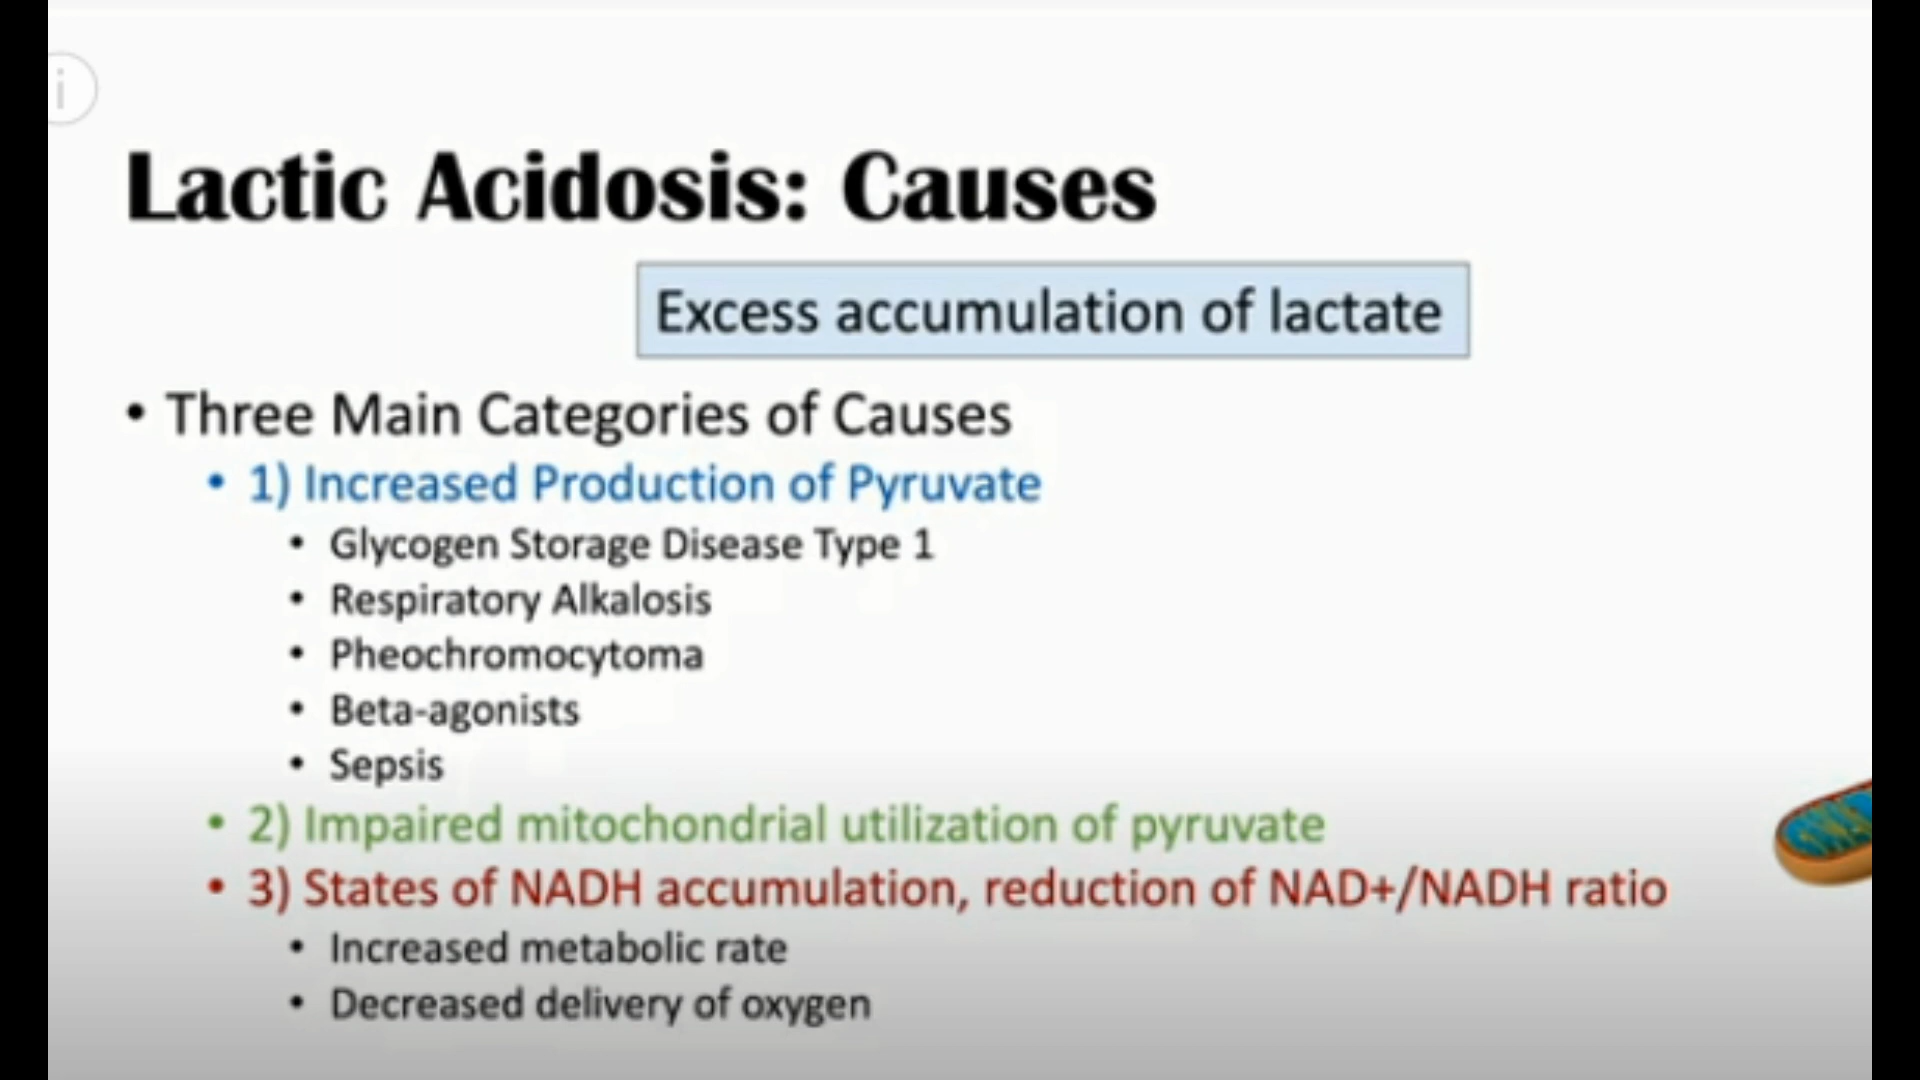 i
Lactic Acidosis: Causes
Excess accumulation of lactate
• Three Main Categories of Causes
• 1) Increased Production of Pyruvate
• Glycogen Storage Disease Type 1
• Respiratory Alkalosis
• Pheochromocytoma
• Beta-agonists
• Sepsis
• 2) Impaired mitochondrial utilization of pyruvate
• 3) States of NADH accumulation, reduction of NAD+/NADH ratio
• Increased metabolic rate
• Decreased delivery of oxygen